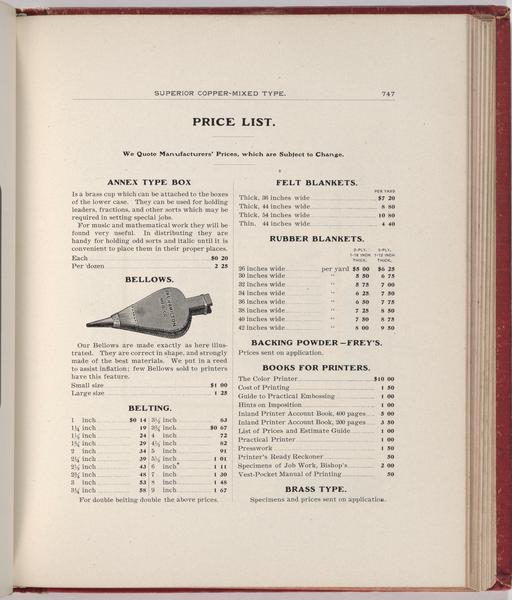 SUPERIOR COPPER-MIXED TYPE. 747
PRICE LIST.
We Quote Manufacturers' Prices, which are Subject to Change.
ANNEX TYPE BOX
Is a brass cup which can be attached to the boxes
of the lower case. They can be used for holding
leaders, fractions, and other sorts which may be
required in setting special jobs.
For music and mathematical work they will be
found very useful. In distributing they are
handy for holding odd sorts and italic until it is
convenient to place them in their proper places.
Each $0 20
Per dozen 2 25
BELLOWS.
THE HAMILTON
MFG. CO.
Our Bellows are made exactly as here illus-
trated. They are correct in shape, and strongly
made of the best materials. We put in a reed
to assist inflation; few Bellows sold to printers
have this feature.
Small size $1 00
Large size 1 25
BELTING.
1 inch $0 14 3½ inch 63
1¼ inch 19 3¾ inch $0 67
1½ inch 24 4 inch 72
1¾ inch 29 4½ inch 82
2 inch 34 5 inch 91
2¼ inch 39 5½ inch 1 01
2½ inch 43 6 inch 1 11
2¾ inch 48 7 inch 1 30
3 inch 53 8 inch 1 48
3¼ inch 58 9 inch 1 67
For double belting double the above prices.
FELT BLANKETS.
PER YARD
Thick, 36 inches wide $7 20
Thick, 44 inches wide 8 80
Thick, 54 inches wide 10 80
Thin, 44 inches wide 4 40
RUBBER BLANKETS.
2-PLY, 3-PLY,
1-16 INCH 1-12 INCH
THICK. THICK.
26 inches wide per yard $5 00 $6 25
30 inches wide " 5 50 6 75
32 inches wide " 5 75 7 00
34 inches wide " 6 25 7 50
36 inches wide " 6 50 7 75
38 inches wide " 7 25 8 50
40 inches wide " 7 50 8 75
42 inches wide " 8 00 9 50
BACKING POWDER—FREY'S.
Prices sent on application.
BOOKS FOR PRINTERS.
The Color Printer $10 00
Cost of Printing 1 50
Guide to Practical Embossing 1 00
Hints on Imposition 1 00
Inland Printer Account Book, 400 pages 5 00
Inland Printer Account Book, 200 pages 3 50
List of Prices and Estimate Guide 1 00
Practical Printer 1 00
Presswork 1 50
Printer's Ready Reckoner 50
Specimens of Job Work, Bishop's 2 00
Vest-Pocket Manual of Printing 50
BRASS TYPE.
Specimens and prices sent on application.